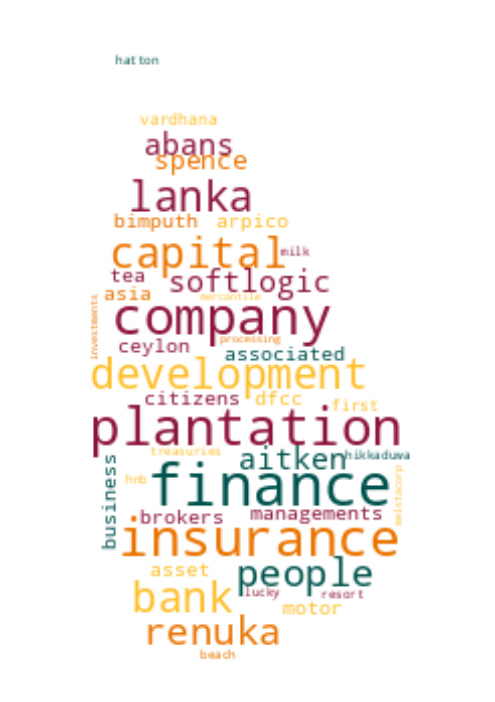 hatton
vardhana
abans
spence
lanka
bimputh arpico
capital milk
tea softlogic
asia mercantile
investments
company
processing
ceylon associated
development
citizens dfcc first
plantation
treasuries aitken hikkaduwa
business hnb finance melstacorp
brokers managements
insurance
asset people
bank lucky resort
motor
renuka
beach